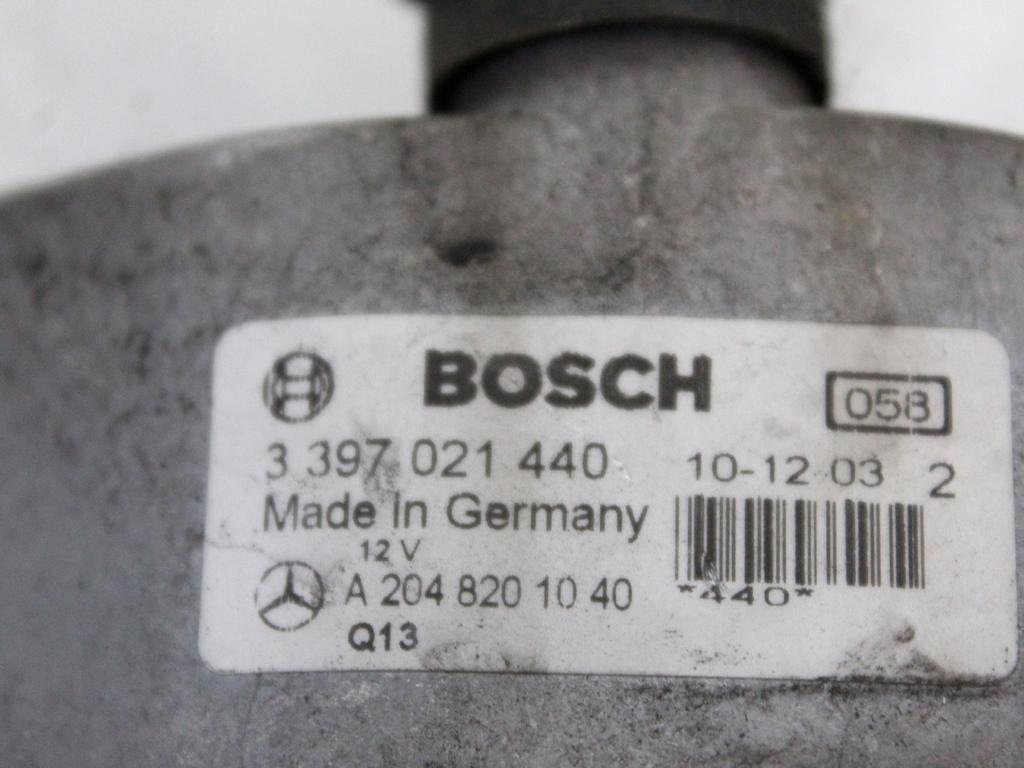 BOSCH 058
3 397 021 440 10-12 03 2
Made In Germany
12 V
A 204 820 10 40 *440*
Q13